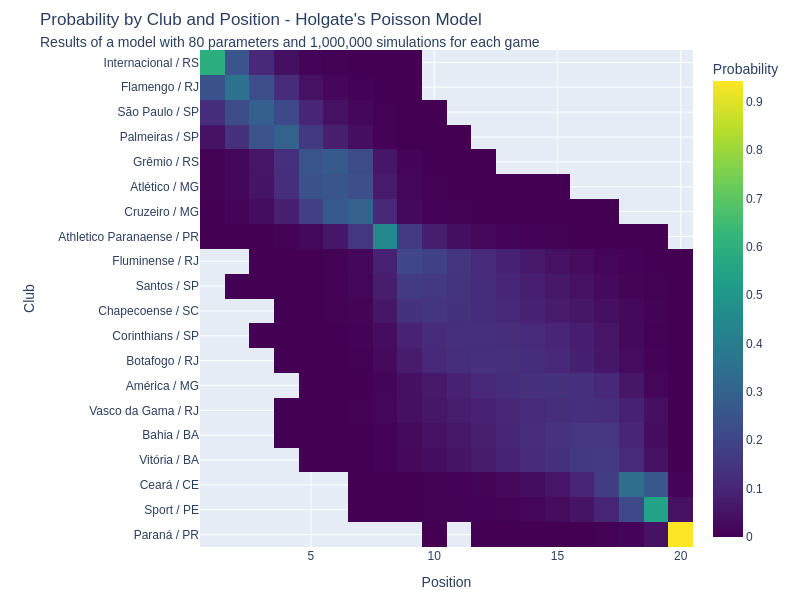 Probability by Club and Position - Holgate's Poisson Model
Results of a model with 80 parameters and 1,000,000 simulations for each game
Probability
Internacional / RS
Flamengo / RJ
São Paulo / SP
Palmeiras / SP
Grêmio / RS
Atlético / MG
Cruzeiro / MG
Athletico Paranaense / PR
Fluminense / RJ
Santos / SP
Chapecoense / SC
Corinthians / SP
Botafogo / RJ
América / MG
Vasco da Gama / RJ
Bahia / BA
Vitória / BA
Ceará / CE
Sport / PE
Paraná / PR
Club
5 10 15 20
Position
0.9
0.8
0.7
0.6
0.5
0.4
0.3
0.2
0.1
0